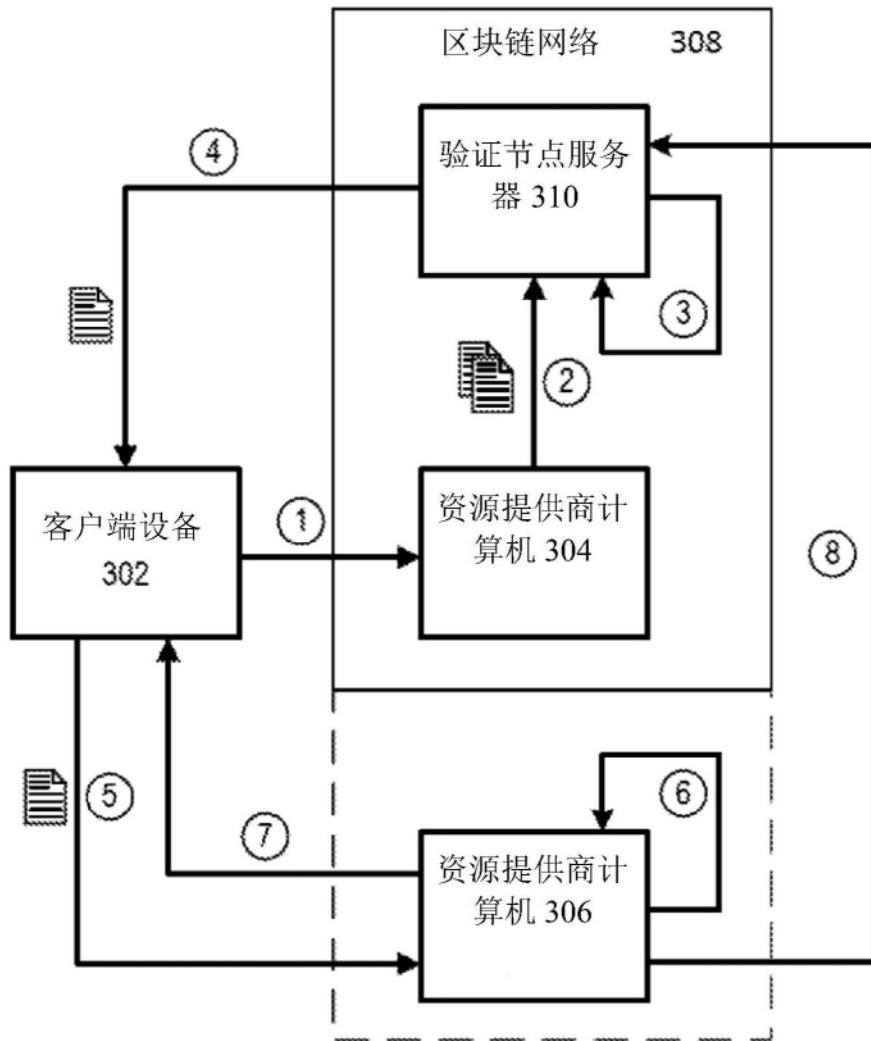 区块链网络 308
验证节点服务
器 310
4
3
2
客户端设备
302
1
资源提供商计
算机 304
8
5
7
6
资源提供商计
算机 306